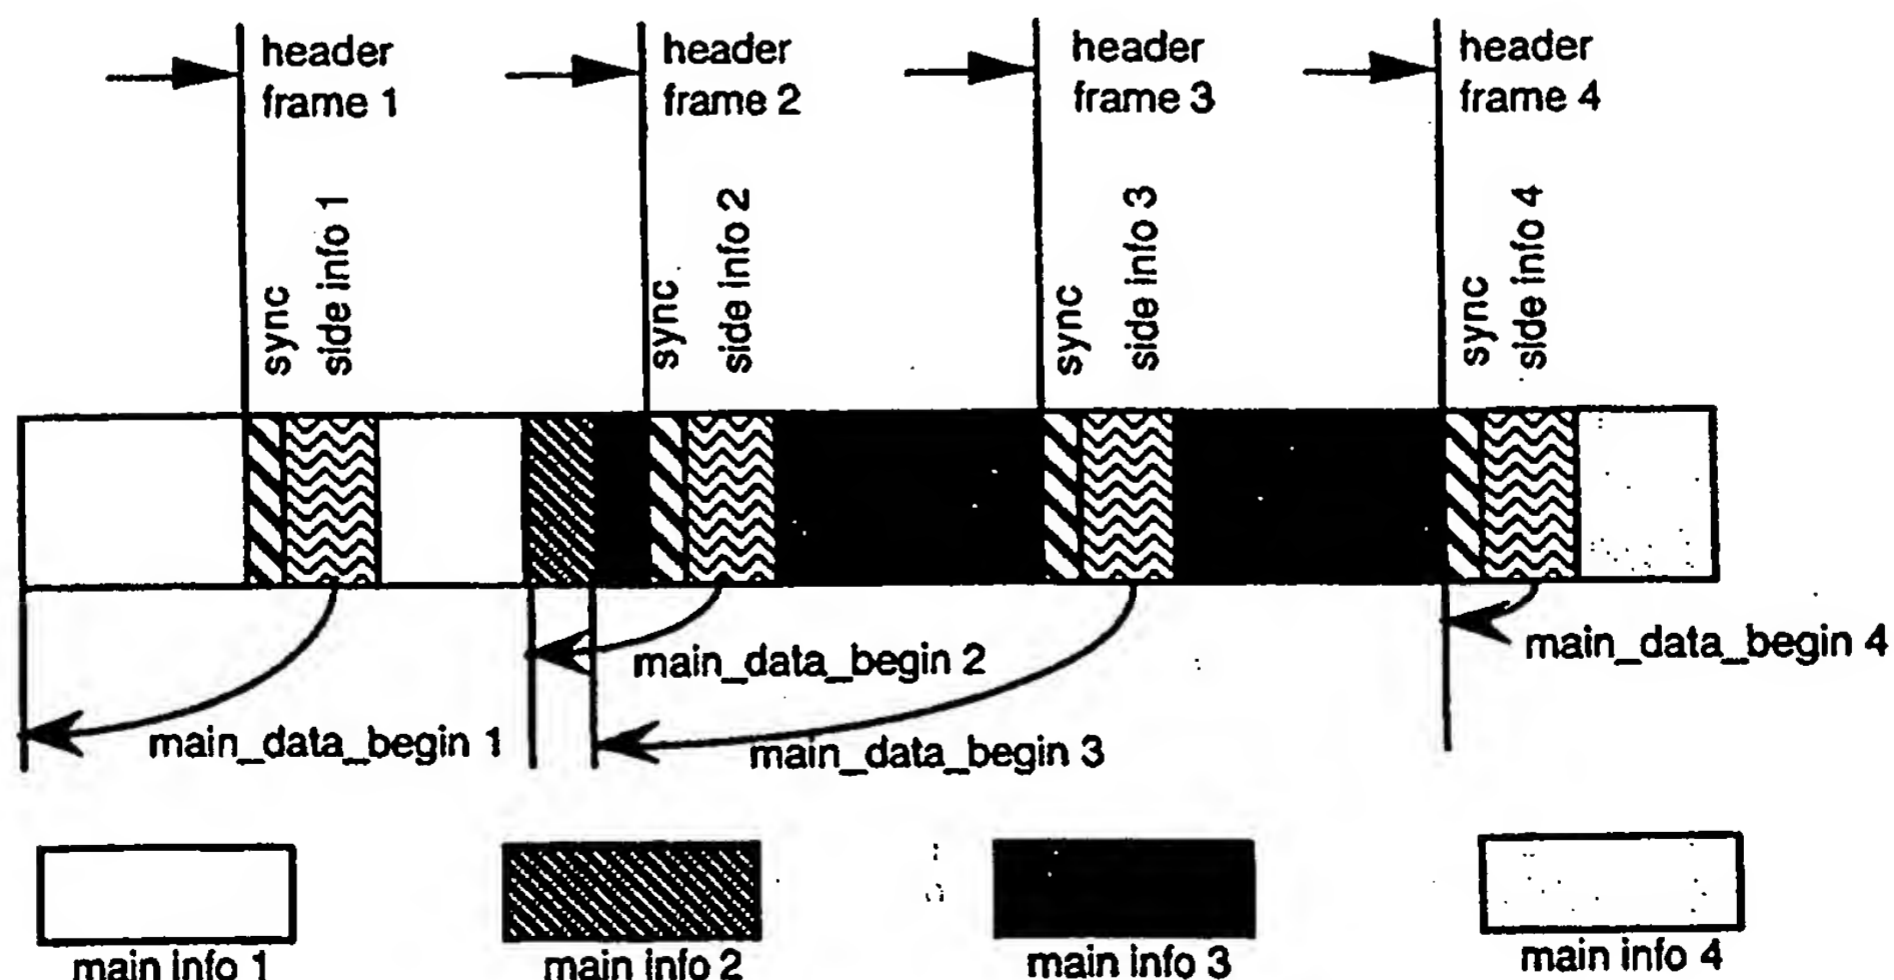 header
frame 1
header
frame 2
header
frame 3
header
frame 4
sync
side info 1
sync
side info 2
sync
side info 3
sync
side info 4
main_data_begin 1
main_data_begin 2
main_data_begin 3
main_data_begin 4
main info 1
main info 2
main info 3
main info 4